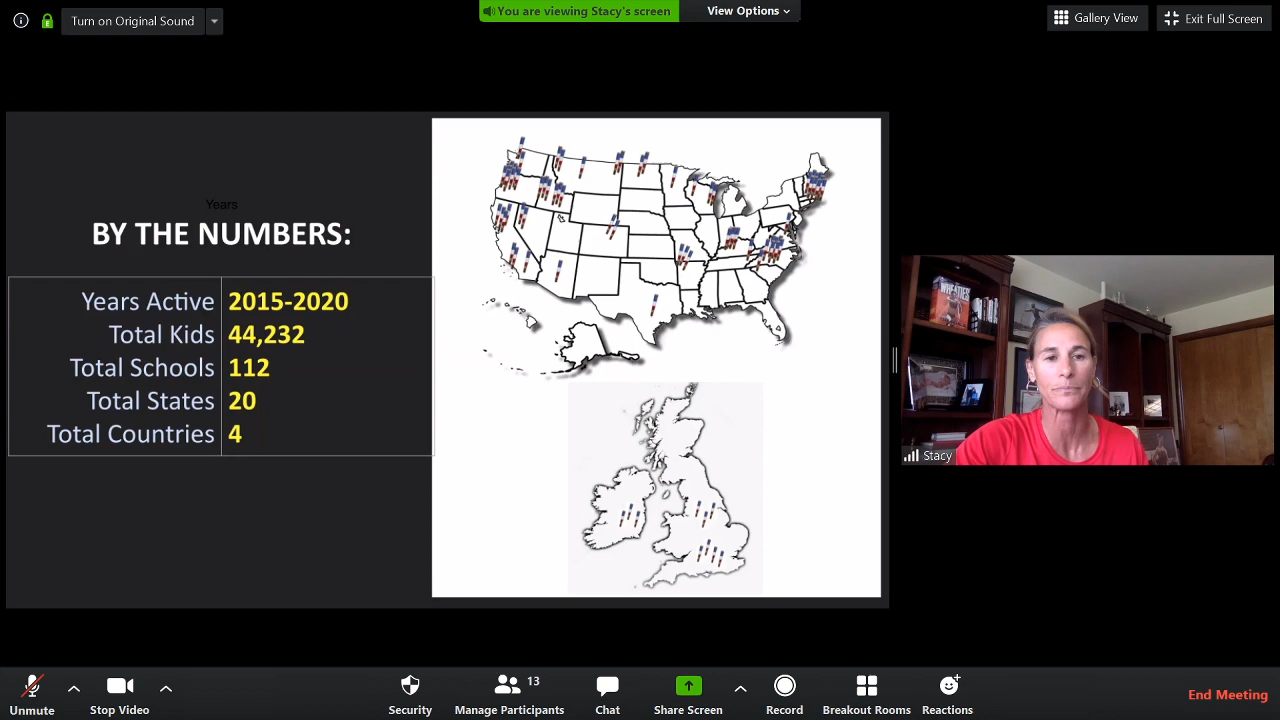 Turn on Original Sound
You are viewing Stacy's screen
View Options
Gallery View
Exit Full Screen
Years
BY THE NUMBERS:
Years Active 2015-2020
Total Kids 44,232
Total Schools 112
Total States 20
Total Countries 4
WHEATIES
Stacy
Unmute
Stop Video
Security
Manage Participants 13
Chat
Share Screen
Record
Breakout Rooms
Reactions
End Meeting